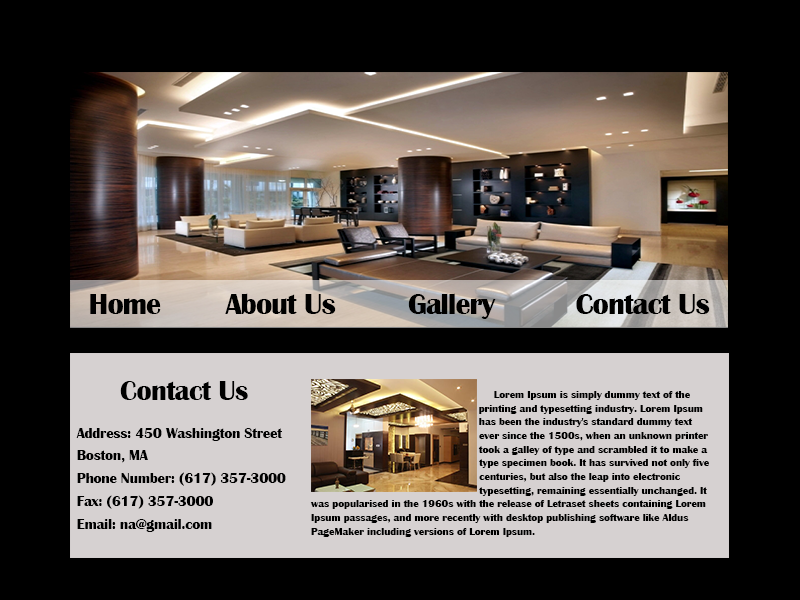 Home About Us Gallery Contact Us
Contact Us
Address: 450 Washington Street
Boston, MA
Phone Number: (617) 357-3000
Fax: (617) 357-3000
Email: na@gmail.com
Lorem Ipsum is simply dummy text of the
printing and typesetting industry. Lorem Ipsum
has been the industry's standard dummy text
ever since the 1500s, when an unknown printer
took a galley of type and scrambled it to make a
type specimen book. It has survived not only five
centuries, but also the leap into electronic
typesetting, remaining essentially unchanged. It
was popularised in the 1960s with the release of Letraset sheets containing Lorem
Ipsum passages, and more recently with desktop publishing software like Aldus
PageMaker including versions of Lorem Ipsum.